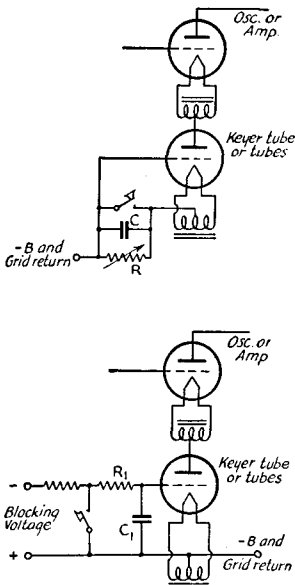 Osc. or
Amp.
Keyer tube
or tubes
C
-B and
Grid return
R
Osc. or
Amp
Keyer tube
or tubes
-
R1
Blocking
Voltage
C1
+
-B and
Grid return